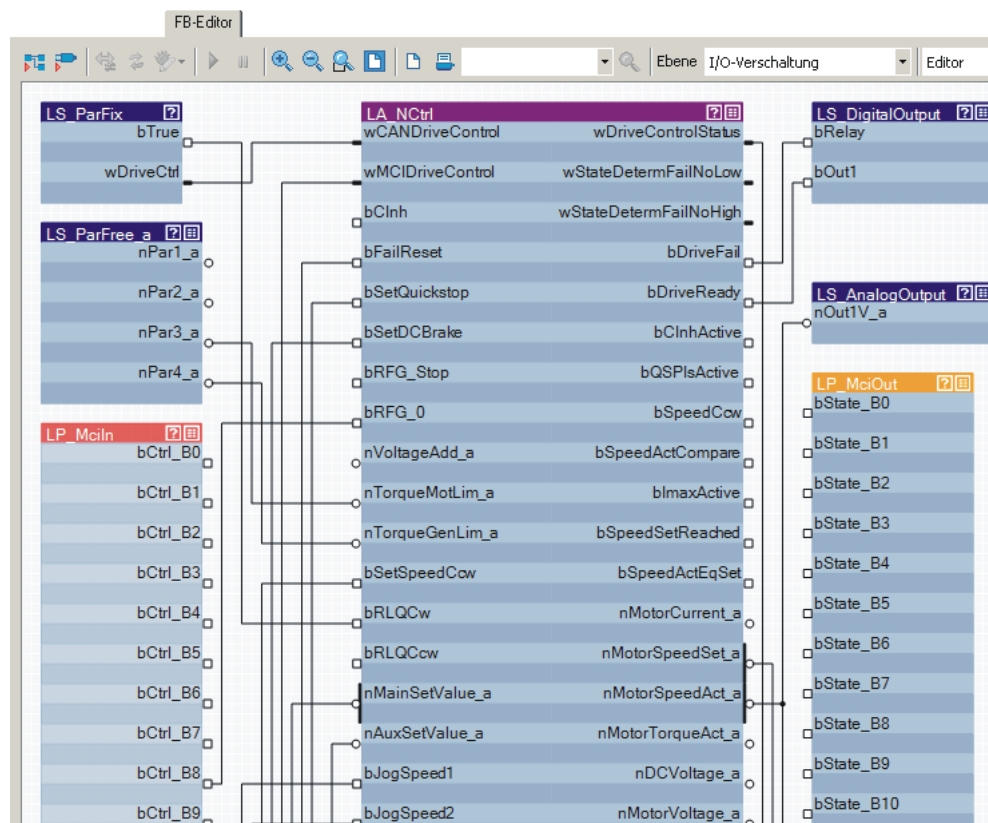 FB-Editor
Ebene I/O-Verschaltung Editor
LS_ParFix
bTrue
wDriveCtrl
LS_ParFree_a
nPar1_a
nPar2_a
nPar3_a
nPar4_a
LP_MciIn
bCtrl_B0
bCtrl_B1
bCtrl_B2
bCtrl_B3
bCtrl_B4
bCtrl_B5
bCtrl_B6
bCtrl_B7
bCtrl_B8
bCtrl_B9
LA_NCtrl
wCANDriveControl wDriveControlStatus
wMCIDriveControl wStateDetermFailNoLow
bCInh wStateDetermFailNoHigh
bFailReset bDriveFail
bSetQuickstop bDriveReady
bSetDCBrake bCInhActive
bRFG_Stop bQSPIsActive
bRFG_0 bSpeedCcw
nVoltageAdd_a bSpeedActCompare
nTorqueMotLim_a bImaxActive
nTorqueGenLim_a bSpeedSetReached
bSetSpeedCcw bSpeedActEqSet
bRLQCw nMotorCurrent_a
bRLQCcw nMotorSpeedSet_a
nMainSetValue_a nMotorSpeedAct_a
nAuxSetValue_a nMotorTorqueAct_a
bJogSpeed1 nDCVoltage_a
bJogSpeed2 nMotorVoltage_a
LS_DigitalOutput
bRelay
bOut1
LS_AnalogOutput
nOut1V_a
LP_MciOut
bState_B0
bState_B1
bState_B2
bState_B3
bState_B4
bState_B5
bState_B6
bState_B7
bState_B8
bState_B9
bState_B10